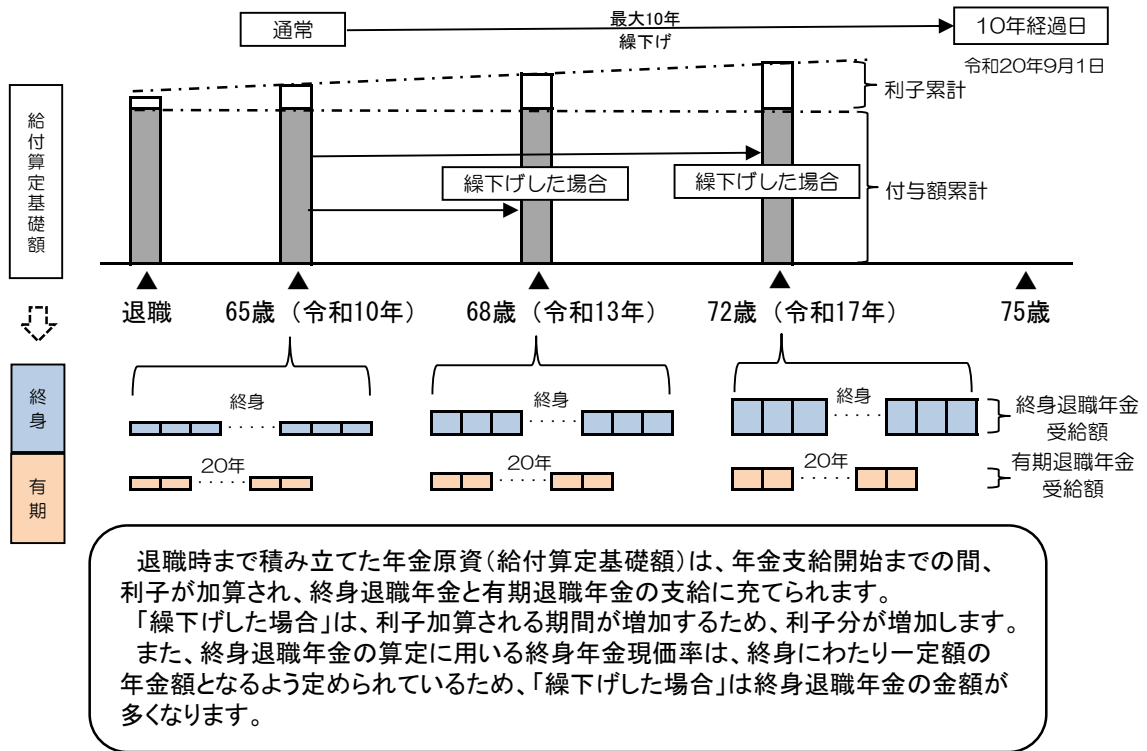 通常
最大10年
繰下げ
10年経過日
令和20年9月1日
利子累計
給付算定基礎額
繰下げした場合
繰下げした場合
付与額累計
退職
65歳（令和10年）
68歳（令和13年）
72歳（令和17年）
75歳
終身
終身
終身
終身
終身退職年金
受給額
有期
20年
20年
20年
有期退職年金
受給額
‥‥‥
‥‥‥
‥‥‥
‥‥‥
‥‥‥
‥‥‥
退職時まで積み立てた年金原資（給付算定基礎額）は、年金支給開始までの間、
利子が加算され、終身退職年金と有期退職年金の支給に充てられます。
「繰下げした場合」は、利子加算される期間が増加するため、利子分が増加します。
また、終身退職年金の算定に用いる終身年金現価率は、終身にわたり一定額の
年金額となるよう定められているため、「繰下げした場合」は終身退職年金の金額が
多くなります。